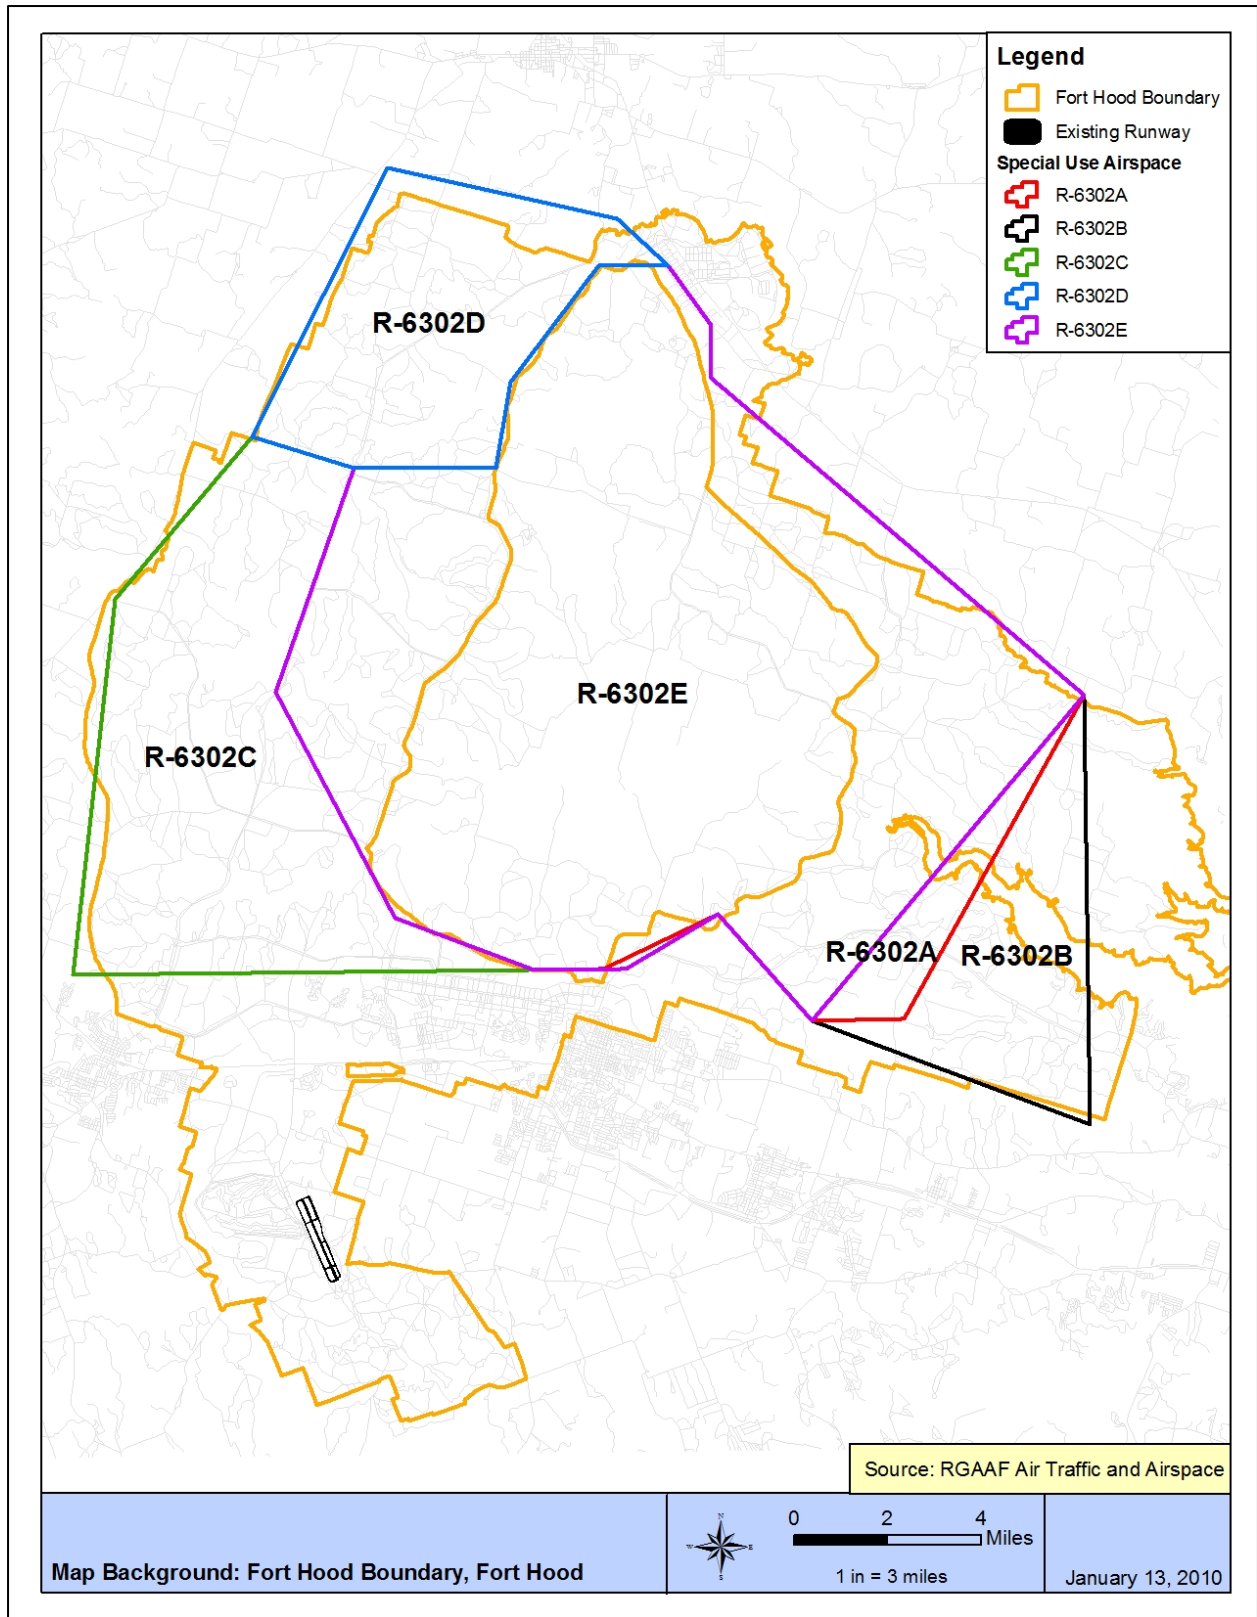 Legend
Fort Hood Boundary
Existing Runway
Special Use Airspace
R-6302A
R-6302B
R-6302C
R-6302D
R-6302E
R-6302D
R-6302E
R-6302C
R-6302A
R-6302B
Source: RGAAF Air Traffic and Airspace
Map Background: Fort Hood Boundary, Fort Hood
N
W
E
S
0 2 4
Miles
1 in = 3 miles
January 13, 2010